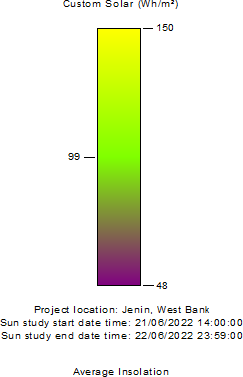 Custom Solar (Wh/m²)
150
99
48
Project location: Jenin, West Bank
Sun study start date time: 21/06/2022 14:00:00
Sun study end date time: 22/06/2022 23:59:00
Average Insolation